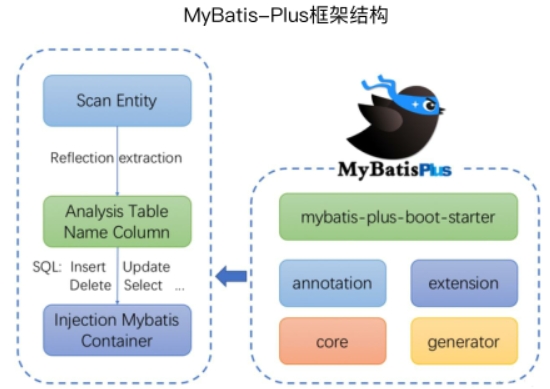 MyBatis-Plus框架结构
Scan Entity
Reflection extraction
Analysis Table
Name Column
SQL: Insert Update
Delete Select ...
Injection Mybatis
Container
MyBatisPlus
mybatis-plus-boot-starter
annotation
extension
core
generator